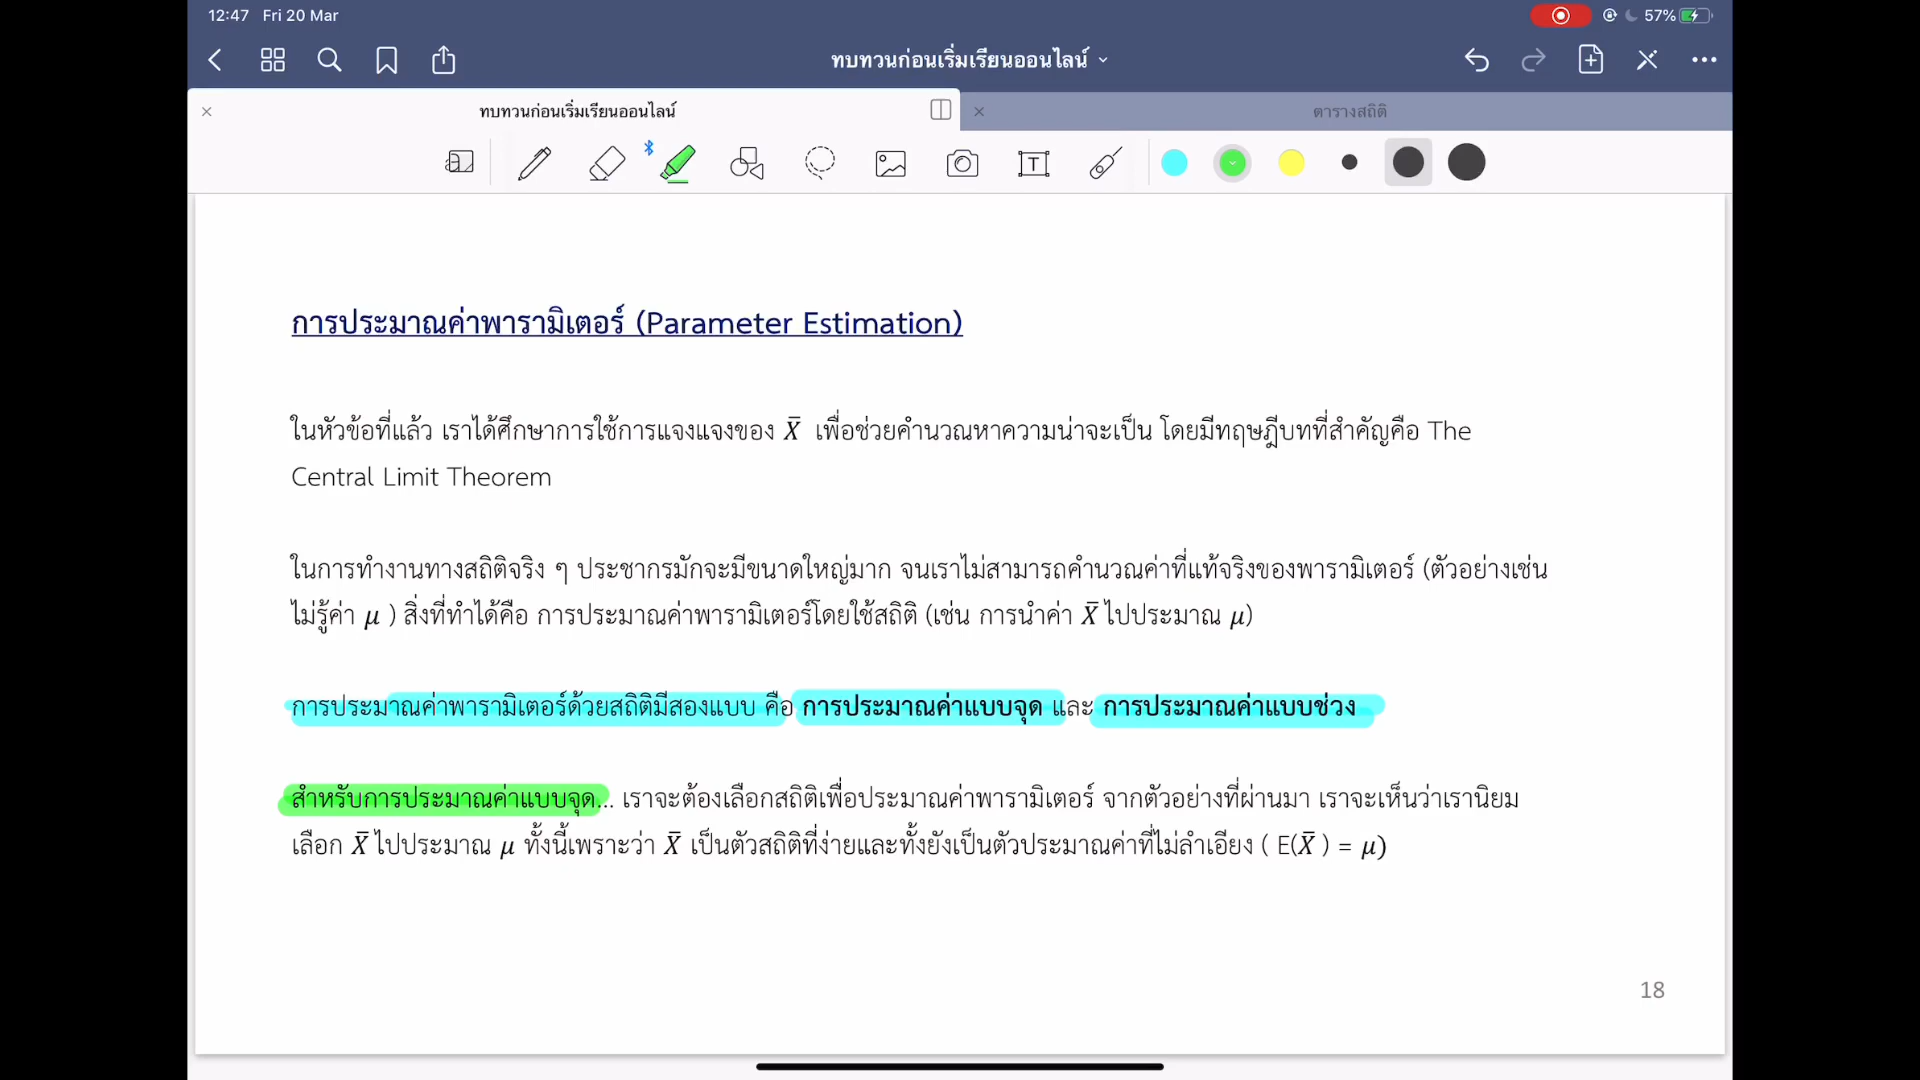 12:47 Fri 20 Mar
57%
ทบทวนก่อนเริ่มเรียนออนไลน์
ทบทวนก่อนเริ่มเรียนออนไลน์
ตารางสถิติ
การประมาณค่าพารามิเตอร์ (Parameter Estimation)
ในหัวข้อที่แล้ว เราได้ศึกษาการใช้การแจงแจงของ X̄ เพื่อช่วยคำนวณหาความน่าจะเป็น โดยมีทฤษฎีบทที่สำคัญคือ The
Central Limit Theorem
ในการทำงานทางสถิติจริง ๆ ประชากรมักจะมีขนาดใหญ่มาก จนเราไม่สามารถคำนวณค่าที่แท้จริงของพารามิเตอร์ (ตัวอย่างเช่น
ไม่รู้ค่า μ ) สิ่งที่ทำได้คือ การประมาณค่าพารามิเตอร์โดยใช้สถิติ (เช่น การนำค่า X̄ ไปประมาณ μ)
การประมาณค่าพารามิเตอร์ด้วยสถิติมีสองแบบ คือ การประมาณค่าแบบจุด และ การประมาณค่าแบบช่วง
สำหรับการประมาณค่าแบบจุด... เราจะต้องเลือกสถิติเพื่อประมาณค่าพารามิเตอร์ จากตัวอย่างที่ผ่านมา เราจะเห็นว่าเรานิยม
เลือก X̄ ไปประมาณ μ ทั้งนี้เพราะว่า X̄ เป็นตัวสถิติที่ง่ายและทั้งยังเป็นตัวประมาณค่าที่ไม่ลำเอียง ( E(X̄ ) = μ)
18